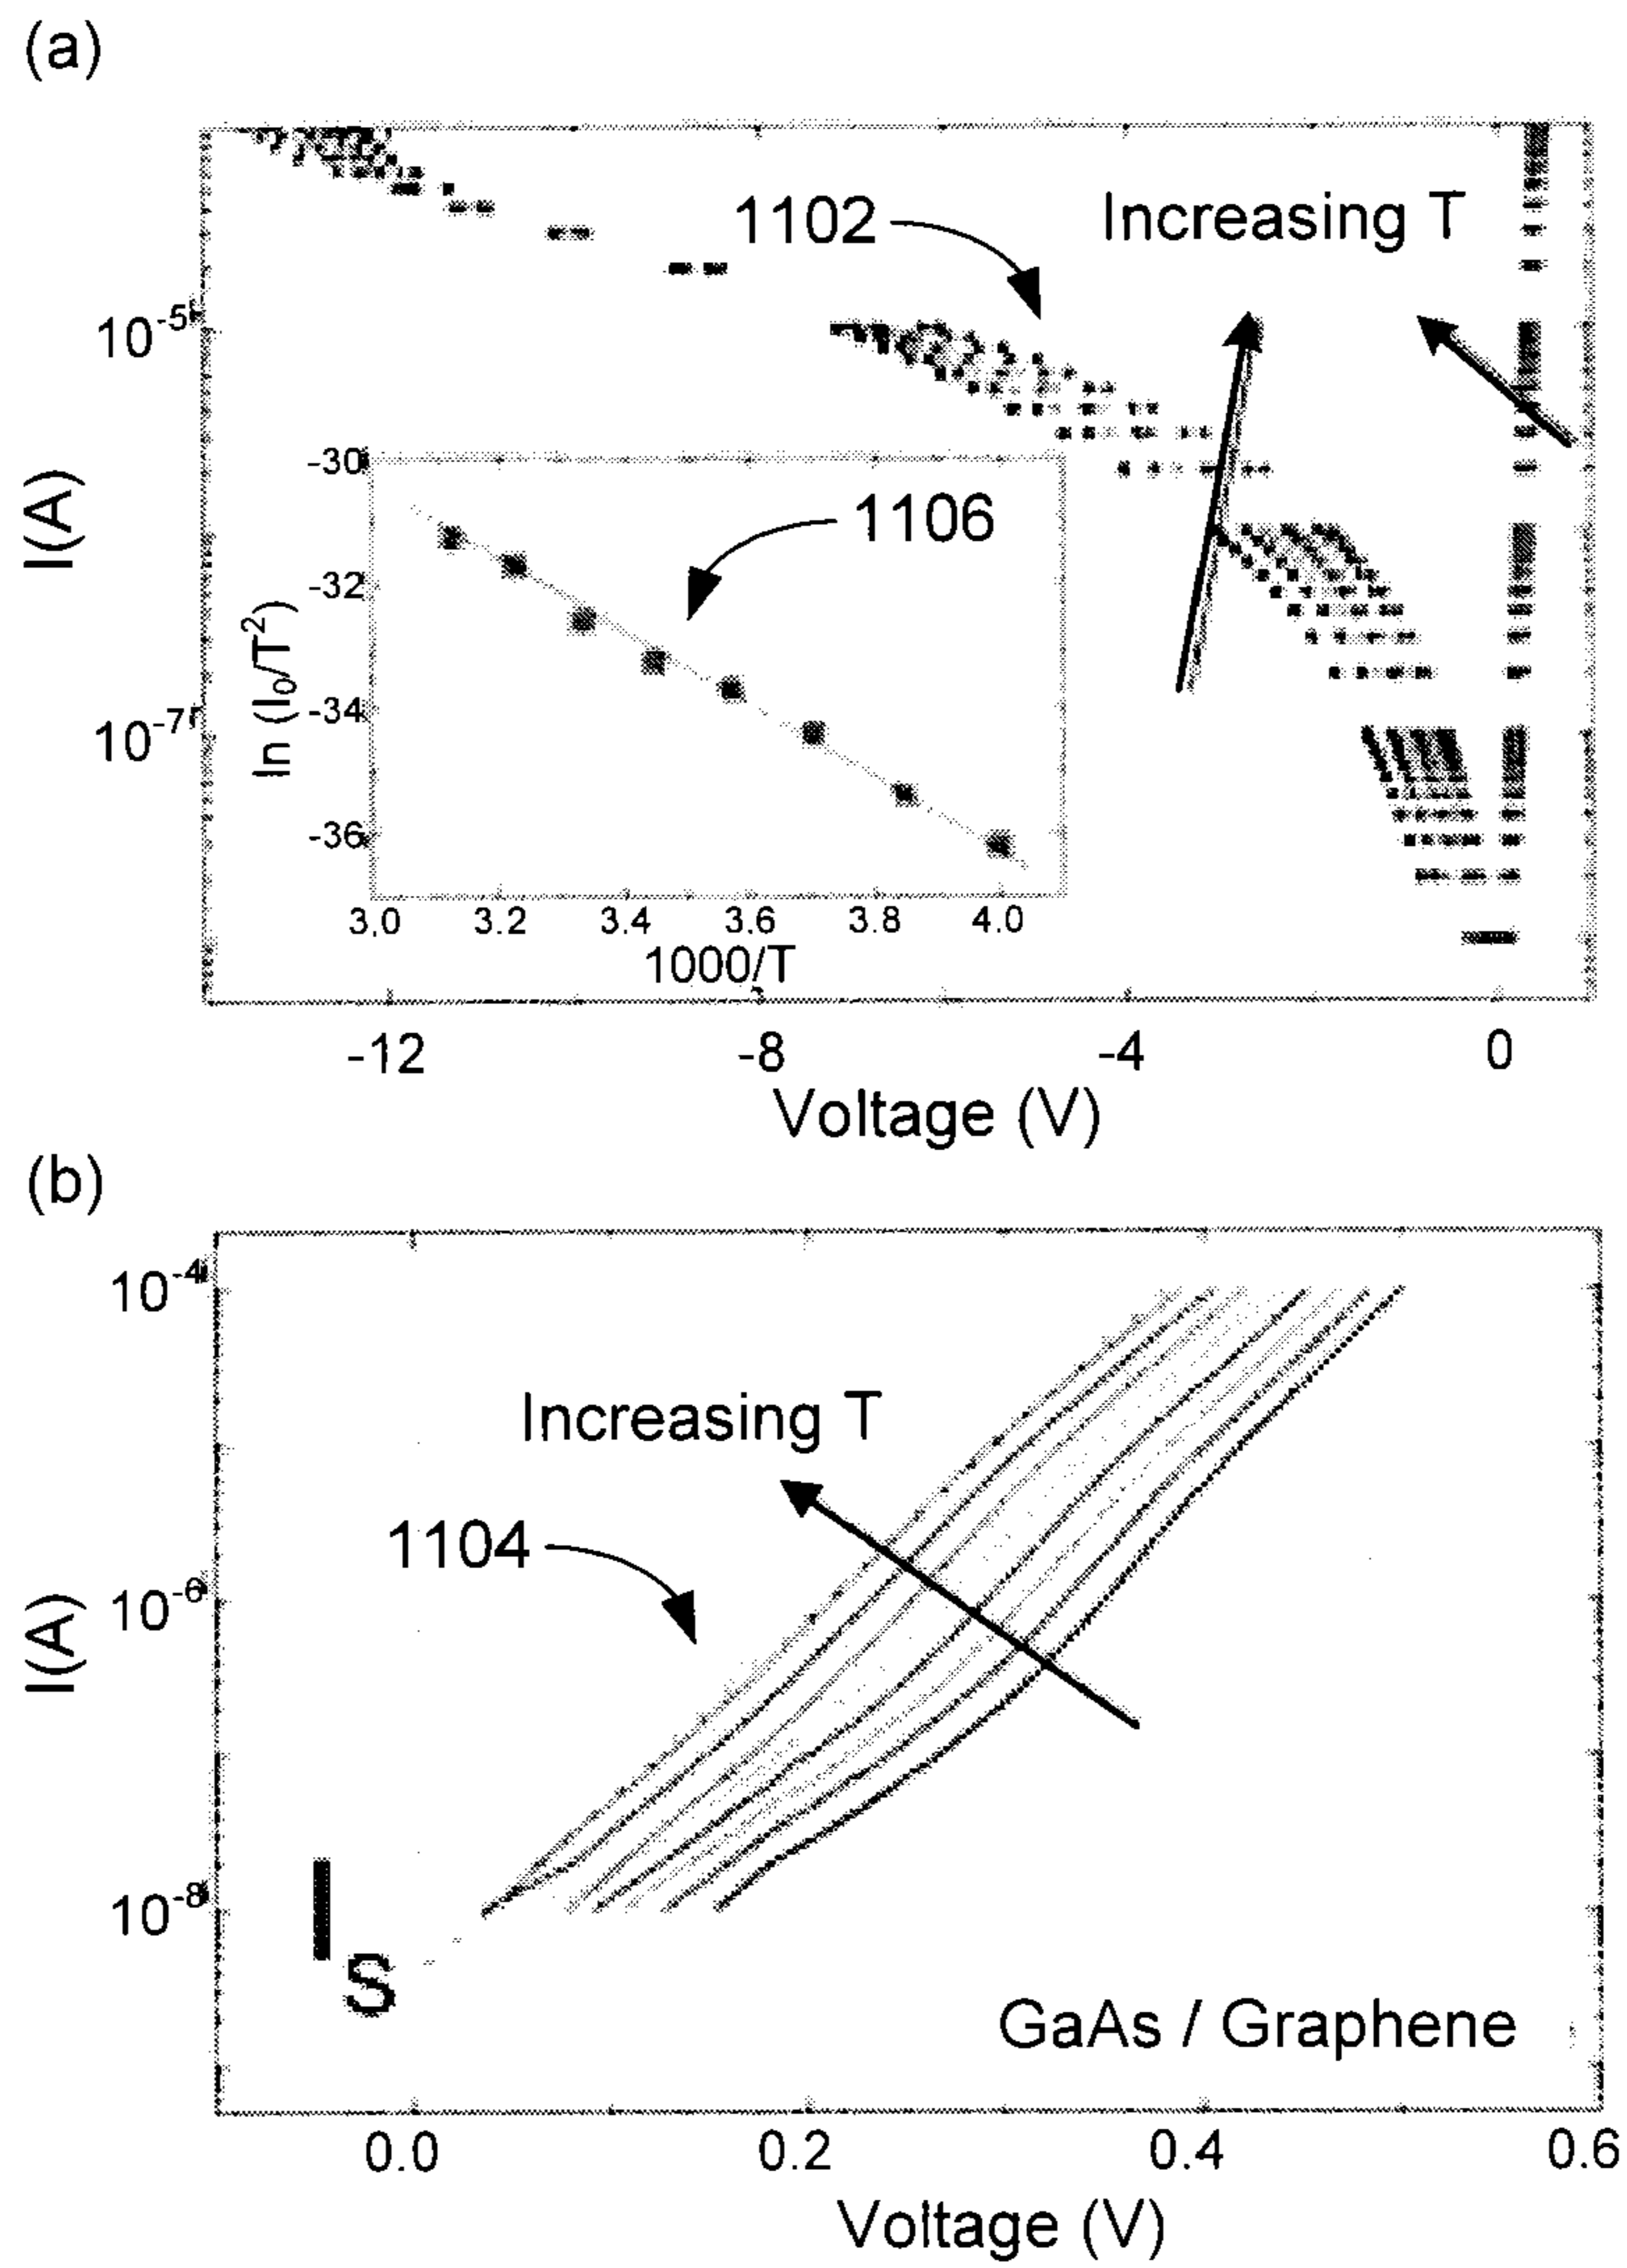 (a)
1102
Increasing T
10⁻⁵
I(A)
10⁻⁷
-30
-32
-34
-36
ln (I₀/T²)
1106
3.0 3.2 3.4 3.6 3.8 4.0
1000/T
-12 -8 -4 0
Voltage (V)
(b)
10⁻⁴
Increasing T
1104
10⁻⁶
I(A)
10⁻⁸
I_S
GaAs / Graphene
0.0 0.2 0.4 0.6
Voltage (V)